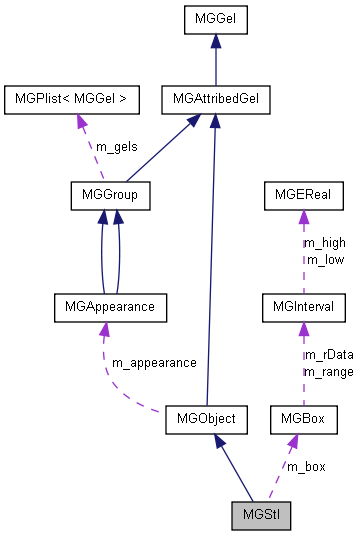 MGGel
MGPlist< MGGel >
MGAttribedGel
m_gels
MGGroup
MGEReal
m_high
m_low
MGAppearance
MGInterval
m_appearance
m_rData
m_range
MGObject
MGBox
m_box
MGStl